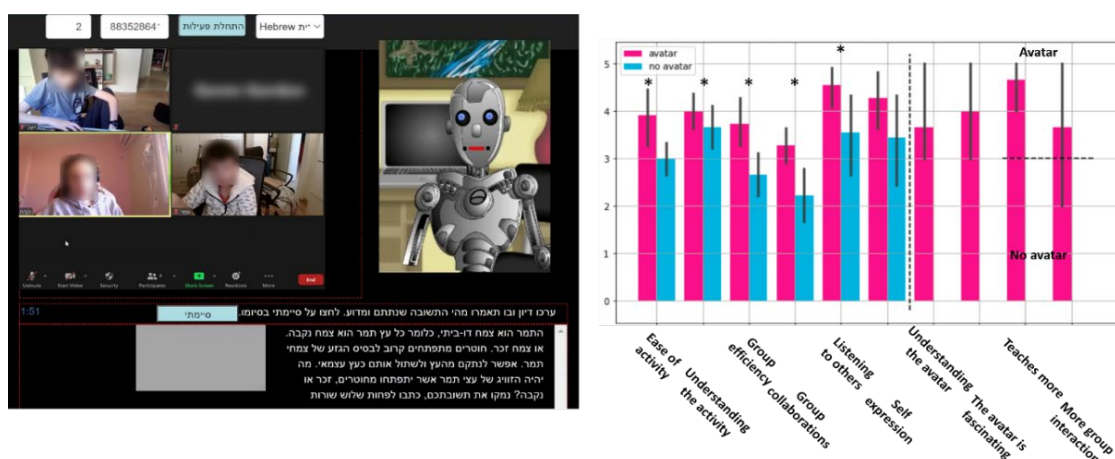 2
88352864
התחלת פעילות
Hebrew
Unmute
Start Video
Security
Participants
Share Screen
Reactions
More
End
1:51
סיימתי
ערכו דיון ובו תאמרו מהי התשובה שנתתם ומדוע. לחצו על סיימתי בסיומו.
התמר הוא צמח דו-ביתי, כלומר כל עץ תמר הוא צמח נקבה
או צמח זכר. חוטרים מתפתחים קרוב לבסיס הגזע של צמחי
תמר. אפשר לנתקם מהעץ ולשתול אותם כעץ עצמאי. מה
יהיה הזוויג של עצי תמר אשר יתפתחו מחוטרים, זכר או
נקבה? נמקו את תשובתכם, כתבו לפחות שלוש שורות
avatar
no avatar
5
4
3
2
1
0
*
*
*
*
*
Avatar
No avatar
Ease of
activity
Understanding
the activity
Group
efficiency
Group
collaborations
Listening
to others
Self
expression
Understanding
the avatar
The avatar is
fascinating
Teaches more
More group
interaction